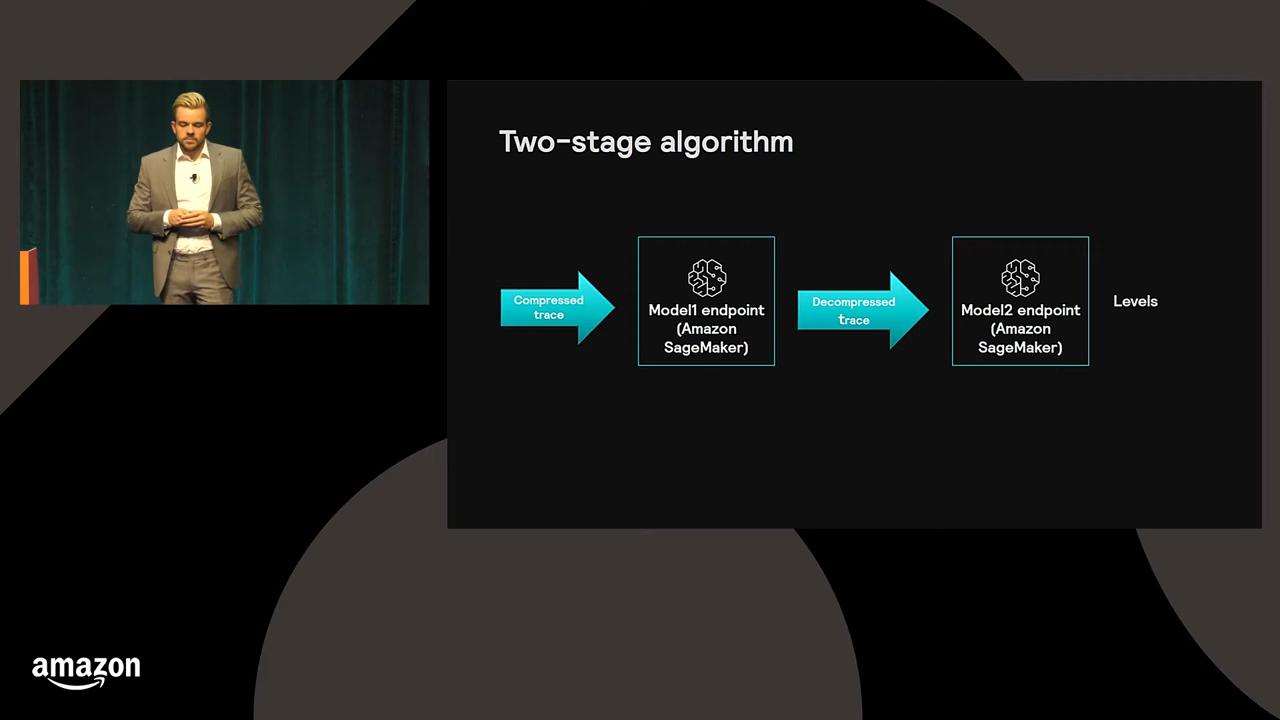 Two-stage algorithm
Compressed
trace
Model1 endpoint
(Amazon
SageMaker)
Decompressed
trace
Model2 endpoint
(Amazon
SageMaker)
Levels
amazon